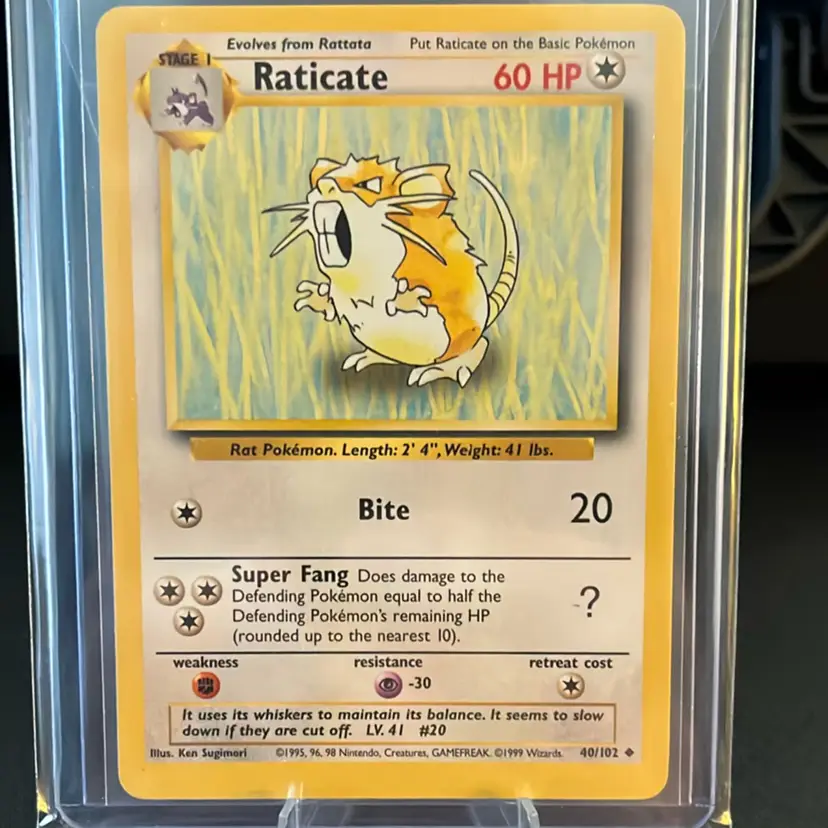 Evolves from Rattata Put Raticate on the Basic Pokémon
STAGE 1
Raticate 60 HP
Rat Pokémon. Length: 2' 4", Weight: 41 lbs.
Bite 20
Super Fang Does damage to the
Defending Pokémon equal to half the
Defending Pokémon's remaining HP
(rounded up to the nearest 10).
?
weakness resistance retreat cost
-30
It uses its whiskers to maintain its balance. It seems to slow
down if they are cut off. LV. 41 #20
Illus. Ken Sugimori ©1995, 96, 98 Nintendo, Creatures, GAMEFREAK. ©1999 Wizards. 40/102